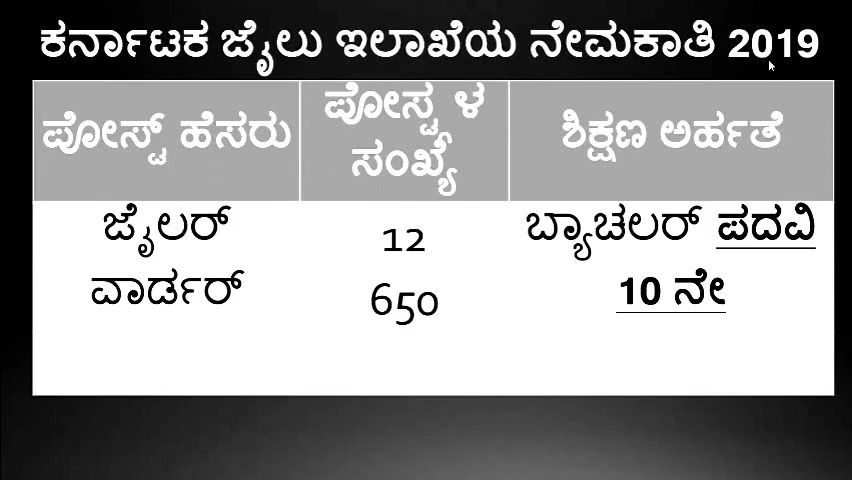 ಕರ್ನಾಟಕ ಜೈಲು ಇಲಾಖೆಯ ನೇಮಕಾತಿ 2019
ಪೋಸ್ಟ್ ಹೆಸರು
ಪೋಸ್ಟ್ಗಳ
ಸಂಖ್ಯೆ
ಶಿಕ್ಷಣ ಅರ್ಹತೆ
ಜೈಲರ್ 12 ಬ್ಯಾಚಲರ್ ಪದವಿ
ವಾರ್ಡರ್ 650 10 ನೇ